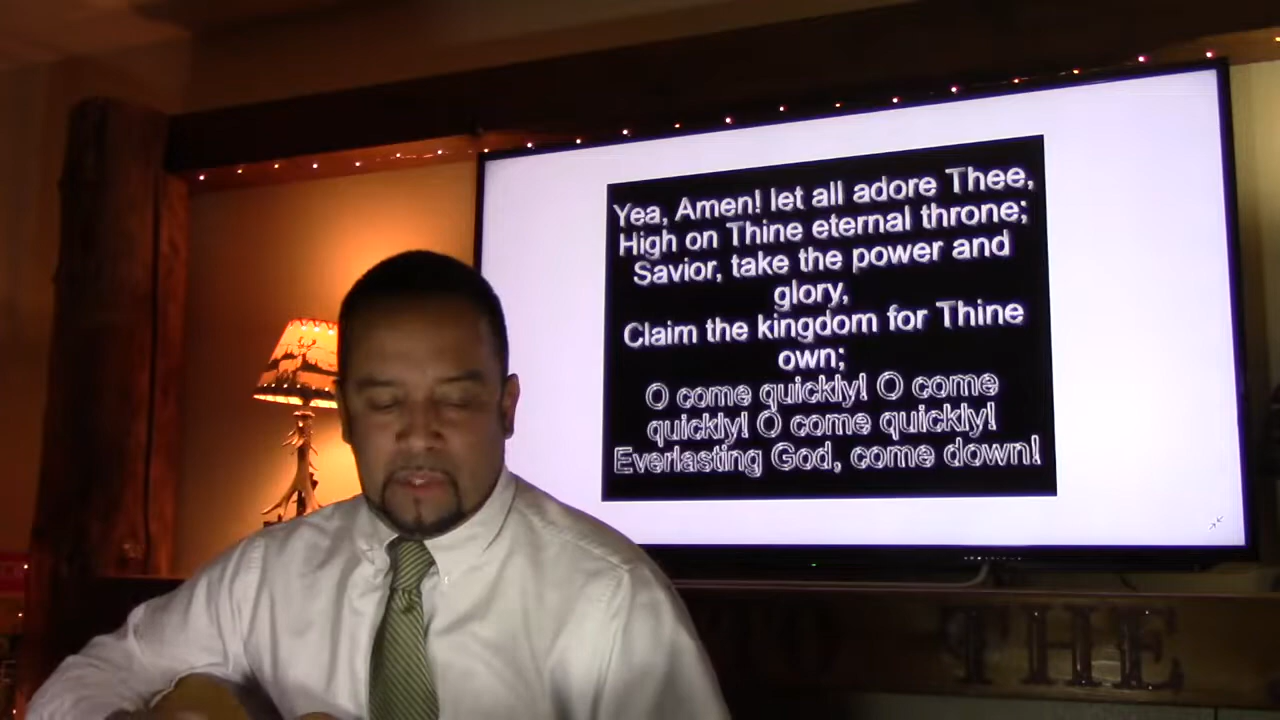 Yea, Amen! let all adore Thee,
High on Thine eternal throne;
Savior, take the power and
glory,
Claim the kingdom for Thine
own;
O come quickly! O come
quickly! O come quickly!
Everlasting God, come down!
THE